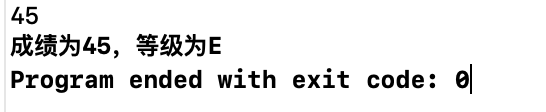 45
成绩为45，等级为E
Program ended with exit code: 0